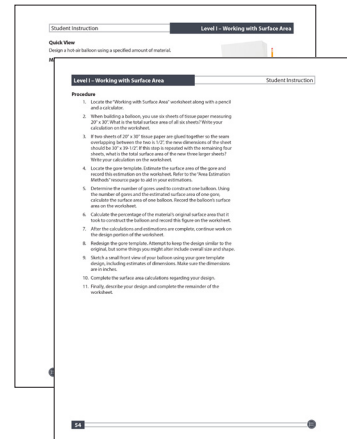 Student Instruction
Level I – Working with Surface Area
Quick View
Design a hot air balloon using a specified amount of material.
Level I – Working with Surface Area
Student Instruction
Procedure
1. Locate the "Working with Surface Area" worksheet along with a pencil
and a calculator.
2. When building a balloon, you can use six sheets of tissue paper measuring
20" x 30". What is the total surface area of all six sheets? Write your
calculation on the worksheet.
3. If two sheets of 20" x 30" tissue paper are glued together so the seam
overlapping between the two is 1/2", the new dimensions of the sheet
should be 30" x 39-1/2". If this step is repeated with the remaining four
sheets, what is the total surface area of the new three larger sheets?
Write your calculation on the worksheet.
4. Locate the gore template. Estimate the surface area of the gore and
record this estimation on the worksheet. Refer to the "Area Estimation
Methods" resource page to aid in your estimations.
5. Determine the number of gores used to construct one balloon. Using
the number of gores and the estimated surface area of one gore,
calculate the surface area of one balloon. Record the balloon's surface
area on the worksheet.
6. Calculate the percentage of the material's original surface area that it
took to construct the balloon and record this figure on the worksheet.
7. After the calculations and estimations are complete, continue work on
the design portion of the worksheet.
8. Redesign the gore template. Attempt to keep the design similar to the
original, but some things you might alter include overall size and shape.
9. Sketch a small front view of your balloon using your gore template
design, including estimates of dimensions. Make sure the dimensions
are in inches.
10. Complete the surface area calculations regarding your design.
11. Finally, describe your design and complete the remainder of the
worksheet.
54